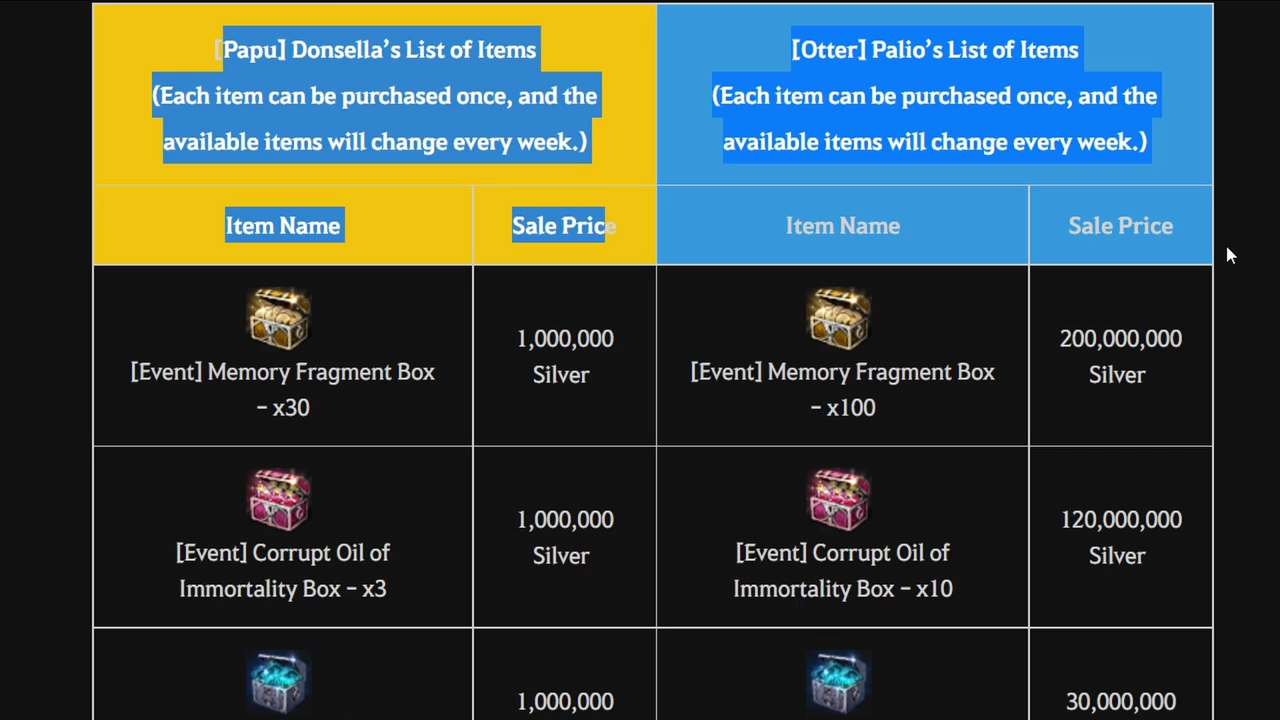 [Papu] Donsella’s List of Items
(Each item can be purchased once, and the
available items will change every week.)
[Otter] Palio’s List of Items
(Each item can be purchased once, and the
available items will change every week.)
Item Name
Sale Price
Item Name
Sale Price
[Event] Memory Fragment Box
– x30
1,000,000
Silver
[Event] Memory Fragment Box
– x100
200,000,000
Silver
[Event] Corrupt Oil of
Immortality Box – x3
1,000,000
Silver
[Event] Corrupt Oil of
Immortality Box – x10
120,000,000
Silver
1,000,000
30,000,000